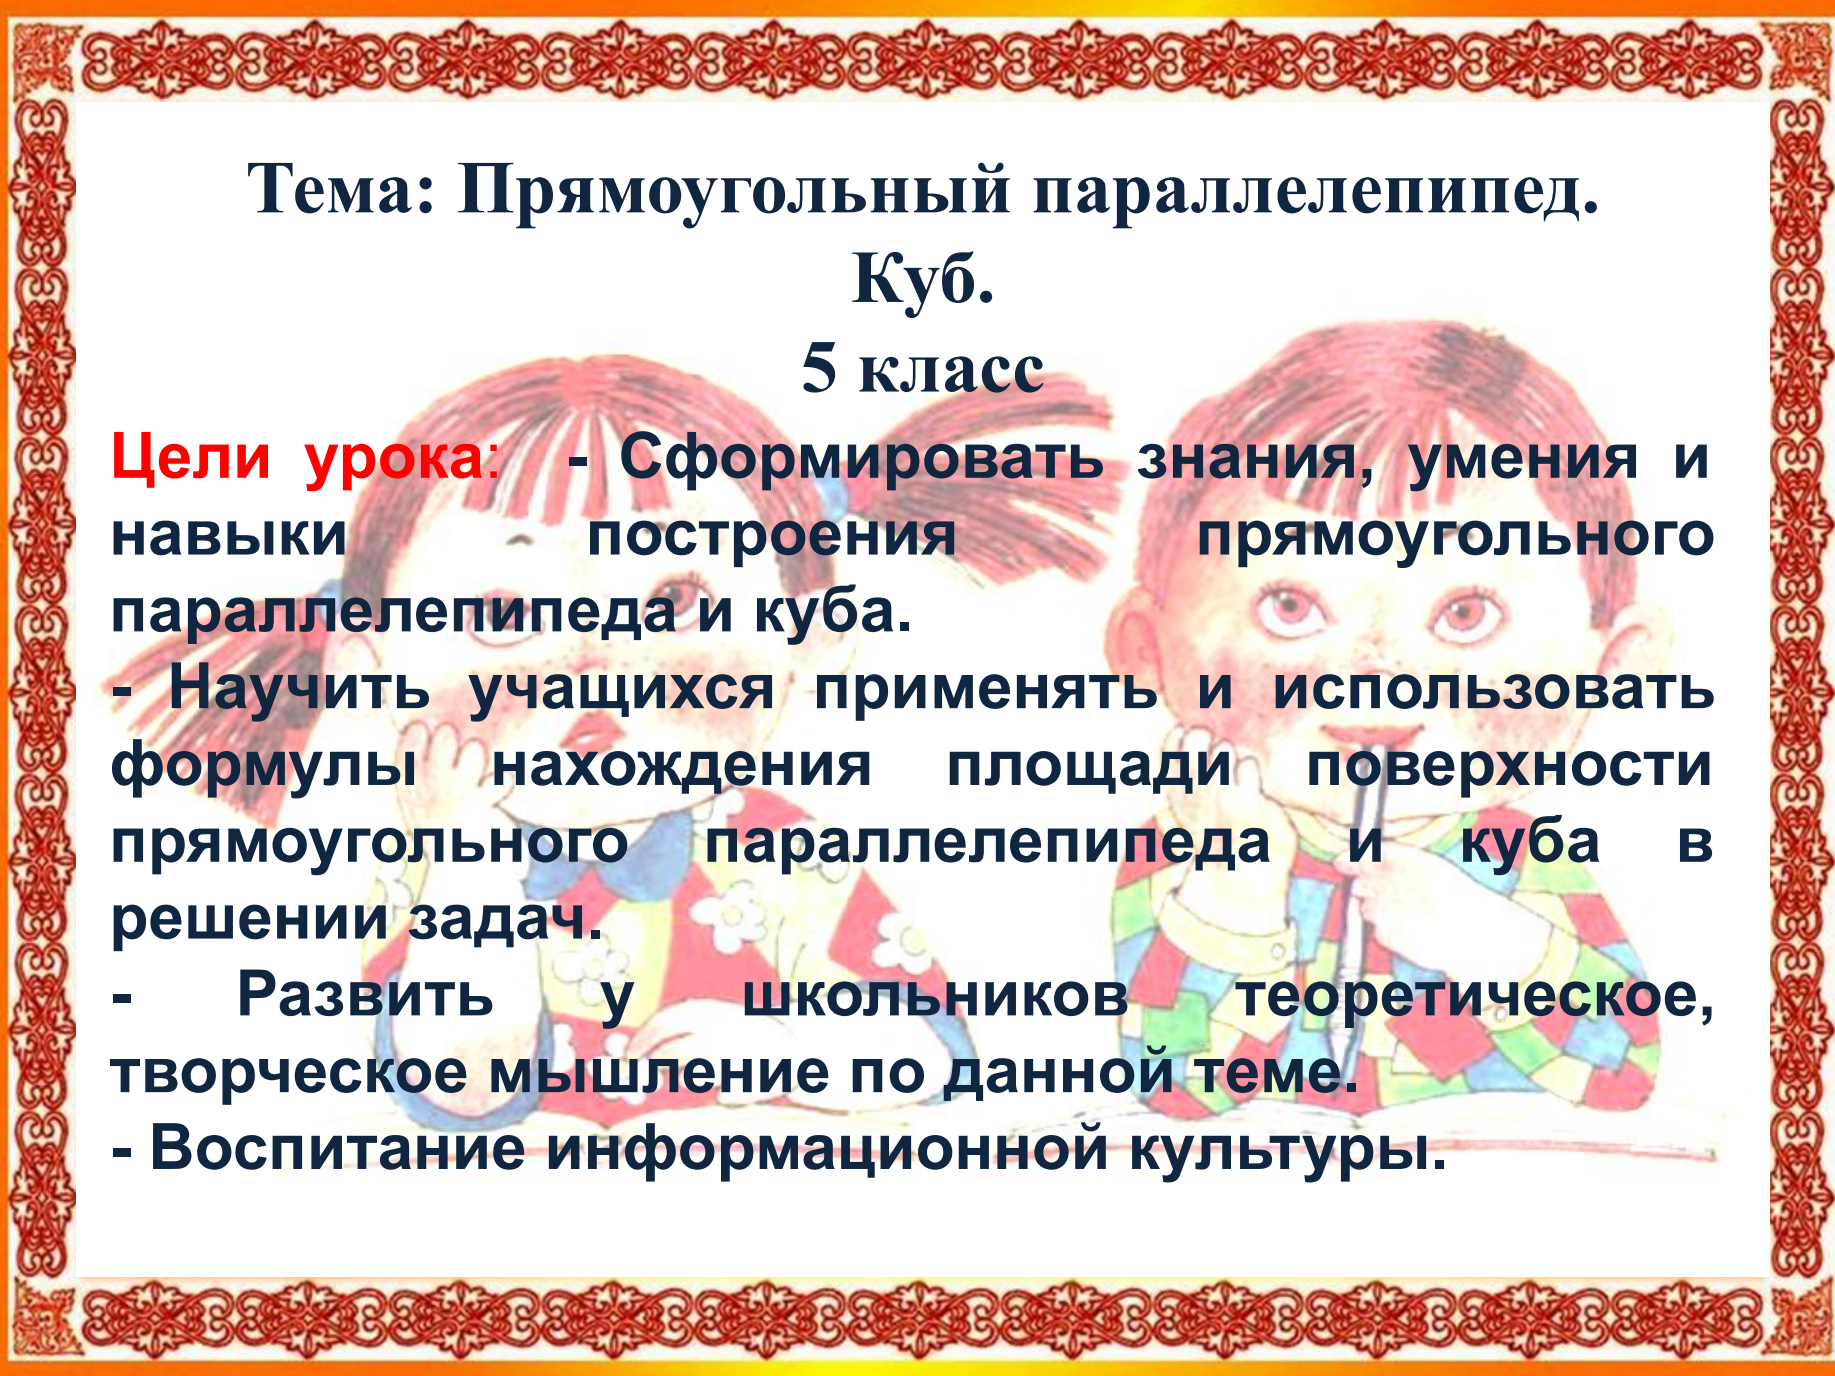 Тема: Прямоугольный параллелепипед.
Куб.
5 класс
Цели урока: - Сформировать знания, умения и
навыки построения прямоугольного
параллелепипеда и куба.
- Научить учащихся применять и использовать
формулы нахождения площади поверхности
прямоугольного параллелепипеда и куба в
решении задач.
- Развить у школьников теоретическое,
творческое мышление по данной теме.
- Воспитание информационной культуры.